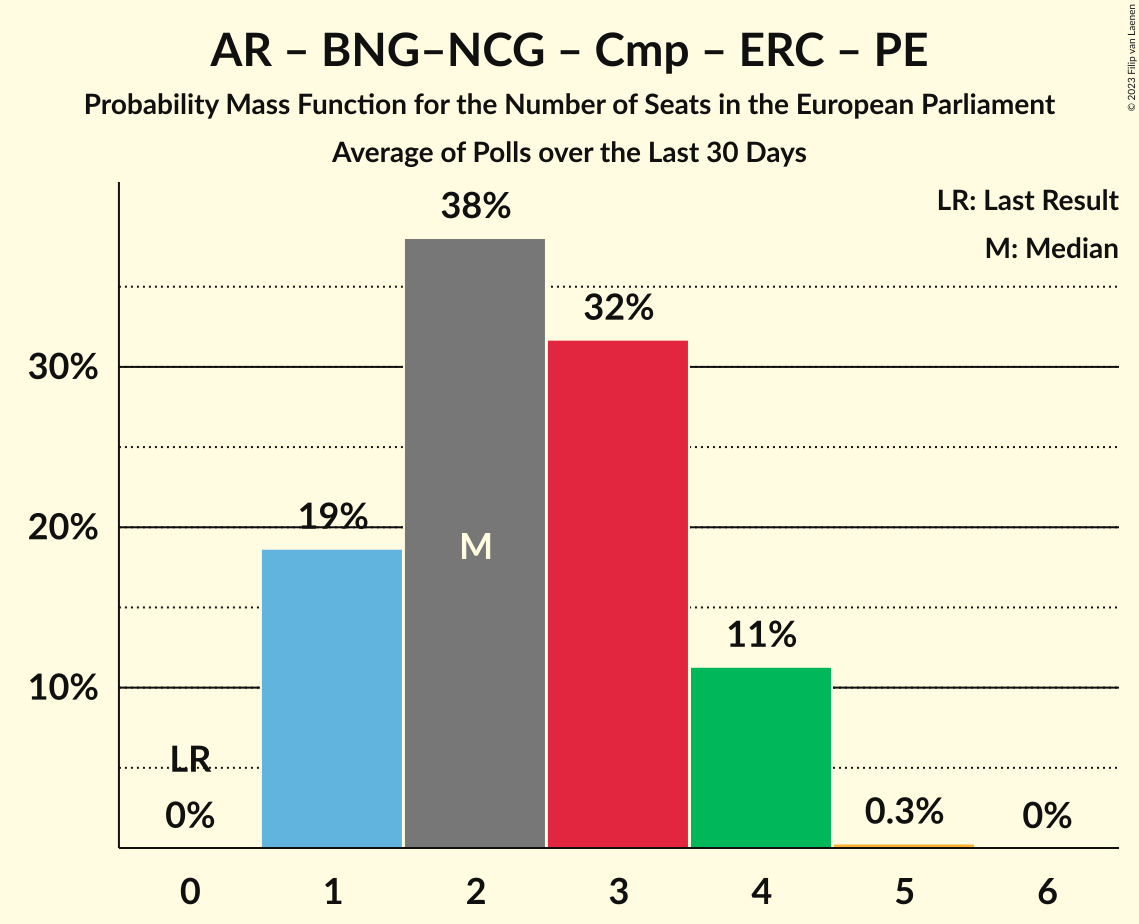 AR – BNG–NCG – Cmp – ERC – PE
Probability Mass Function for the Number of Seats in the European Parliament
Average of Polls over the Last 30 Days
© 2023 Filip van Laenen
LR: Last Result
M: Median
38%
32%
30%
19%
20%
M
11%
10%
LR
0%
0.3%
0%
0 1 2 3 4 5 6